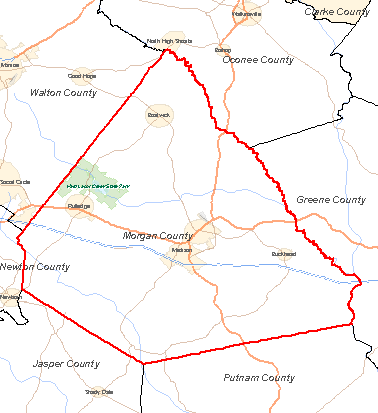 Clarke County
Watkinsville
North High Shoals
Bishop
Oconee County
Monroe
Good Hope
Walton County
Bostwick
Social Circle
Rutledge
Greene County
Morgan County
Madison
Buckhead
Newton County
Newborn
Jasper County
Putnam County
Shady Dale